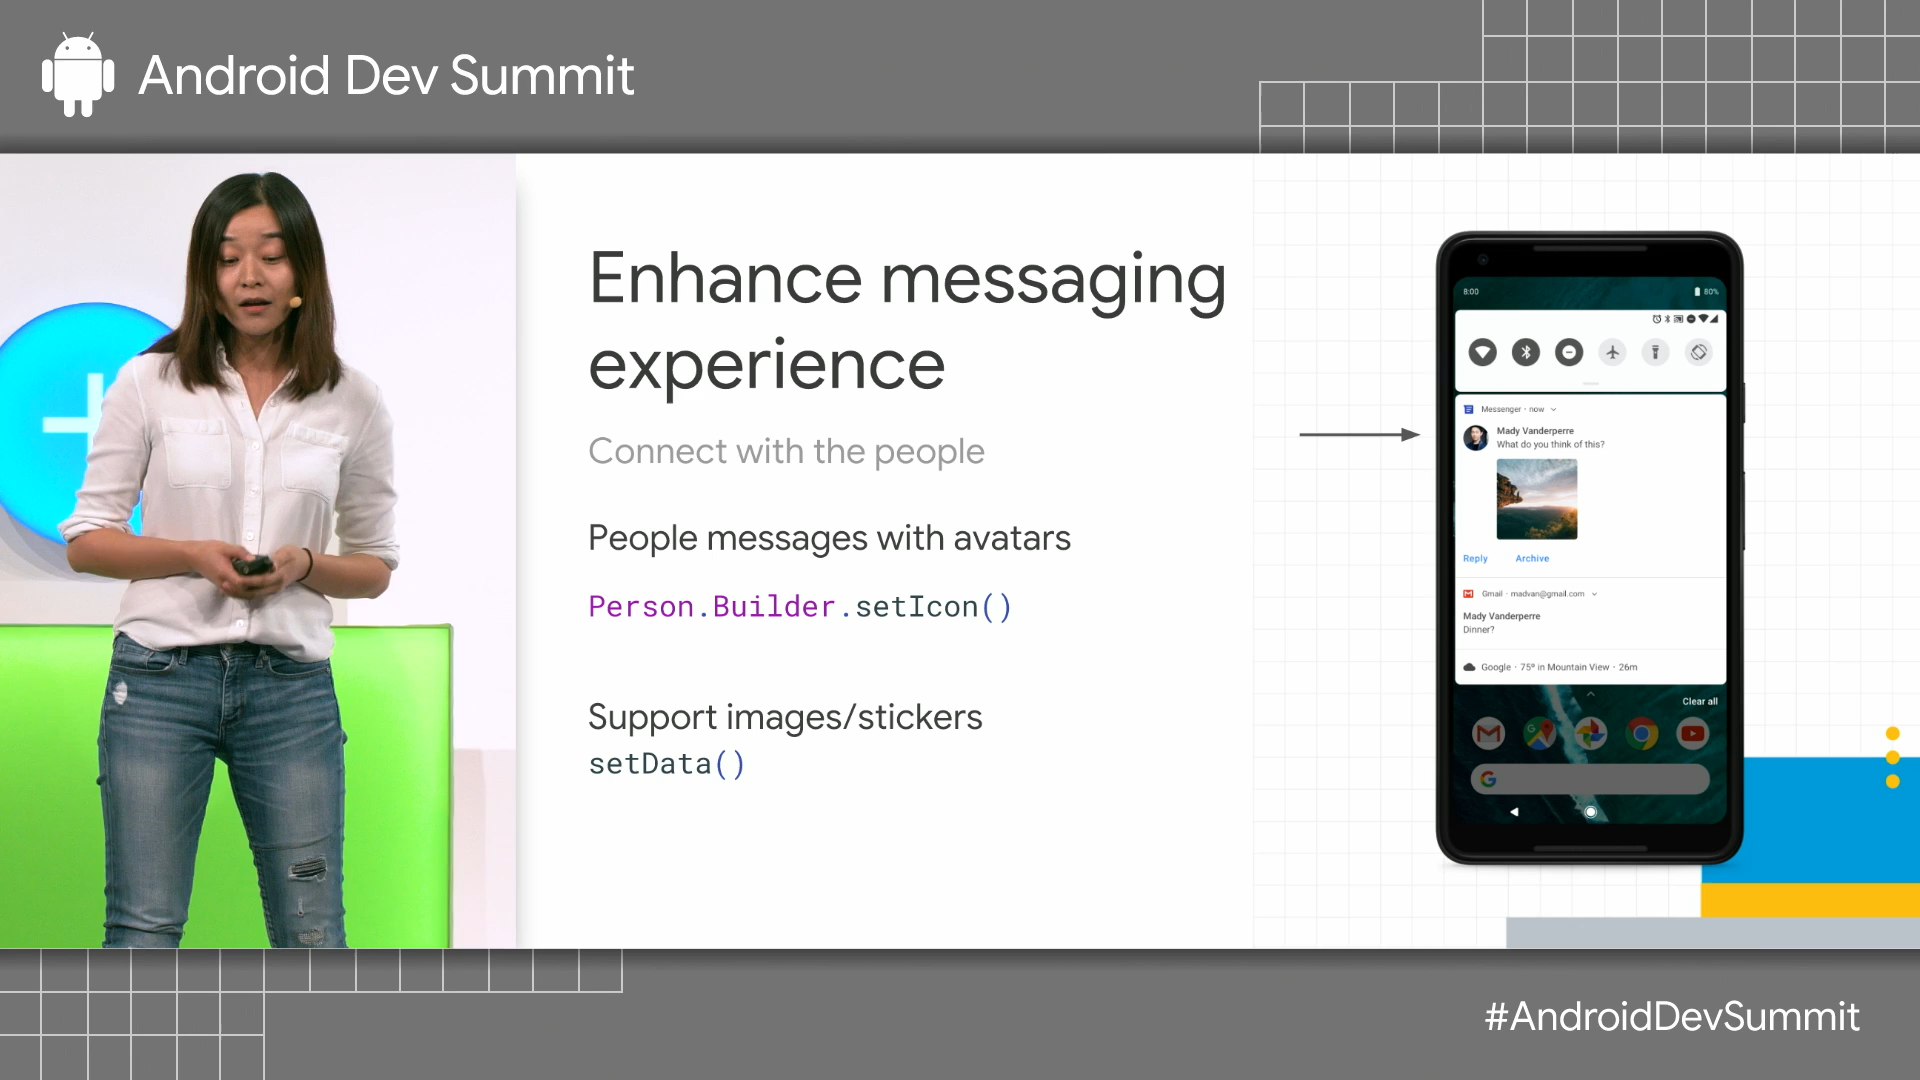 Android Dev Summit
Enhance messaging
experience
Connect with the people
People messages with avatars
Person.Builder.setIcon()
Support images/stickers
setData()
8:00
80%
Messenger · now
Mady Vanderperre
What do you think of this?
Reply Archive
Gmail · madvan@gmail.com
Mady Vanderperre
Dinner?
Google · 75º in Mountain View · 26m
Clear all
#AndroidDevSummit